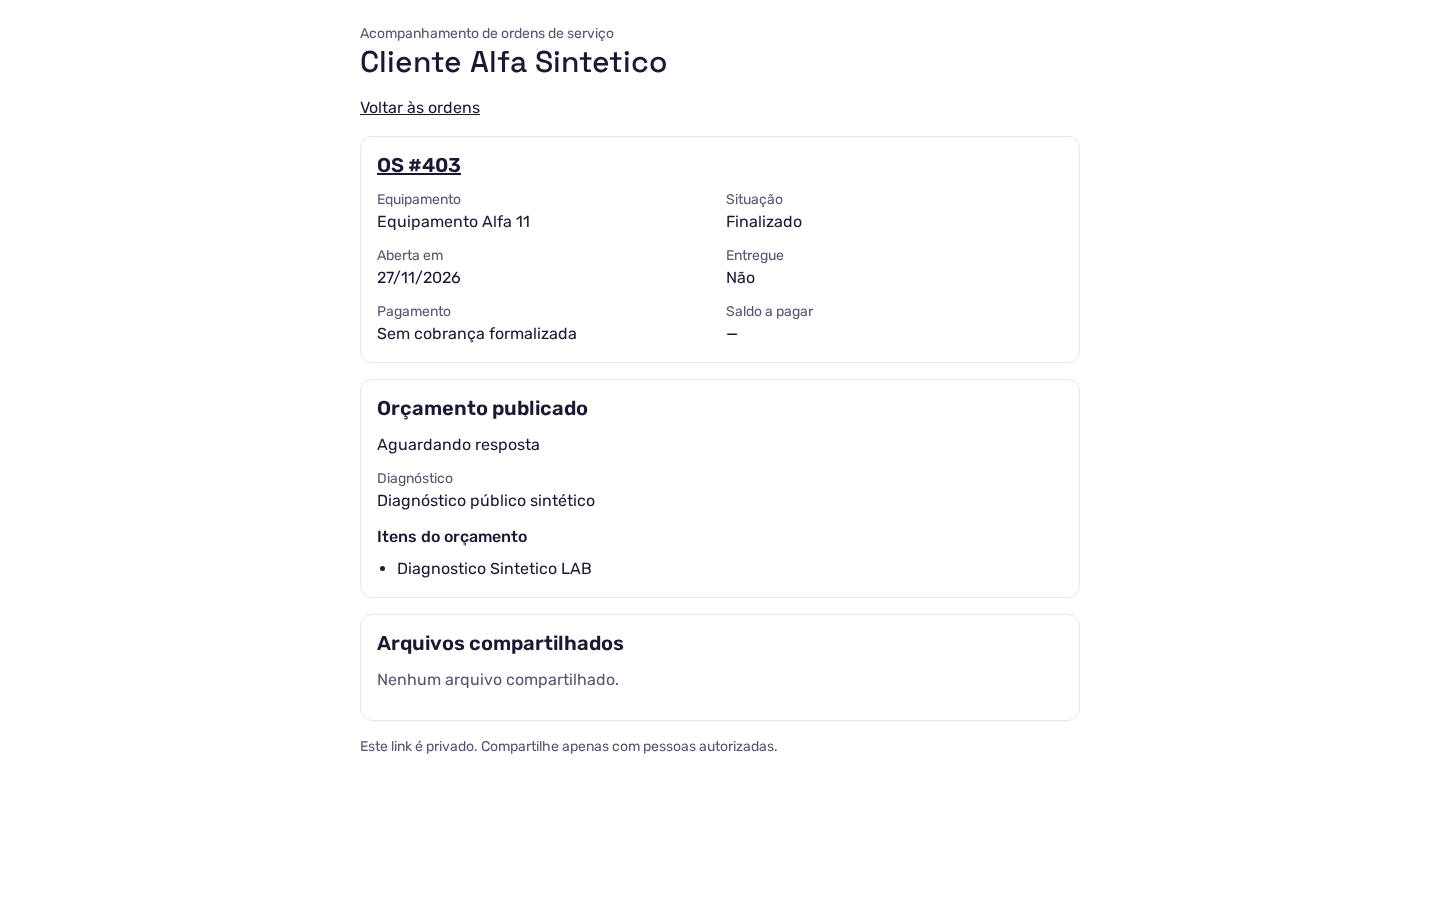 Acompanhamento de ordens de serviço
Cliente Alfa Sintetico
Voltar às ordens
OS #403
Equipamento
Equipamento Alfa 11
Situação
Finalizado
Aberta em
27/11/2026
Entregue
Não
Pagamento
Sem cobrança formalizada
Saldo a pagar
—
Orçamento publicado
Aguardando resposta
Diagnóstico
Diagnóstico público sintético
Itens do orçamento
• Diagnostico Sintetico LAB
Arquivos compartilhados
Nenhum arquivo compartilhado.
Este link é privado. Compartilhe apenas com pessoas autorizadas.